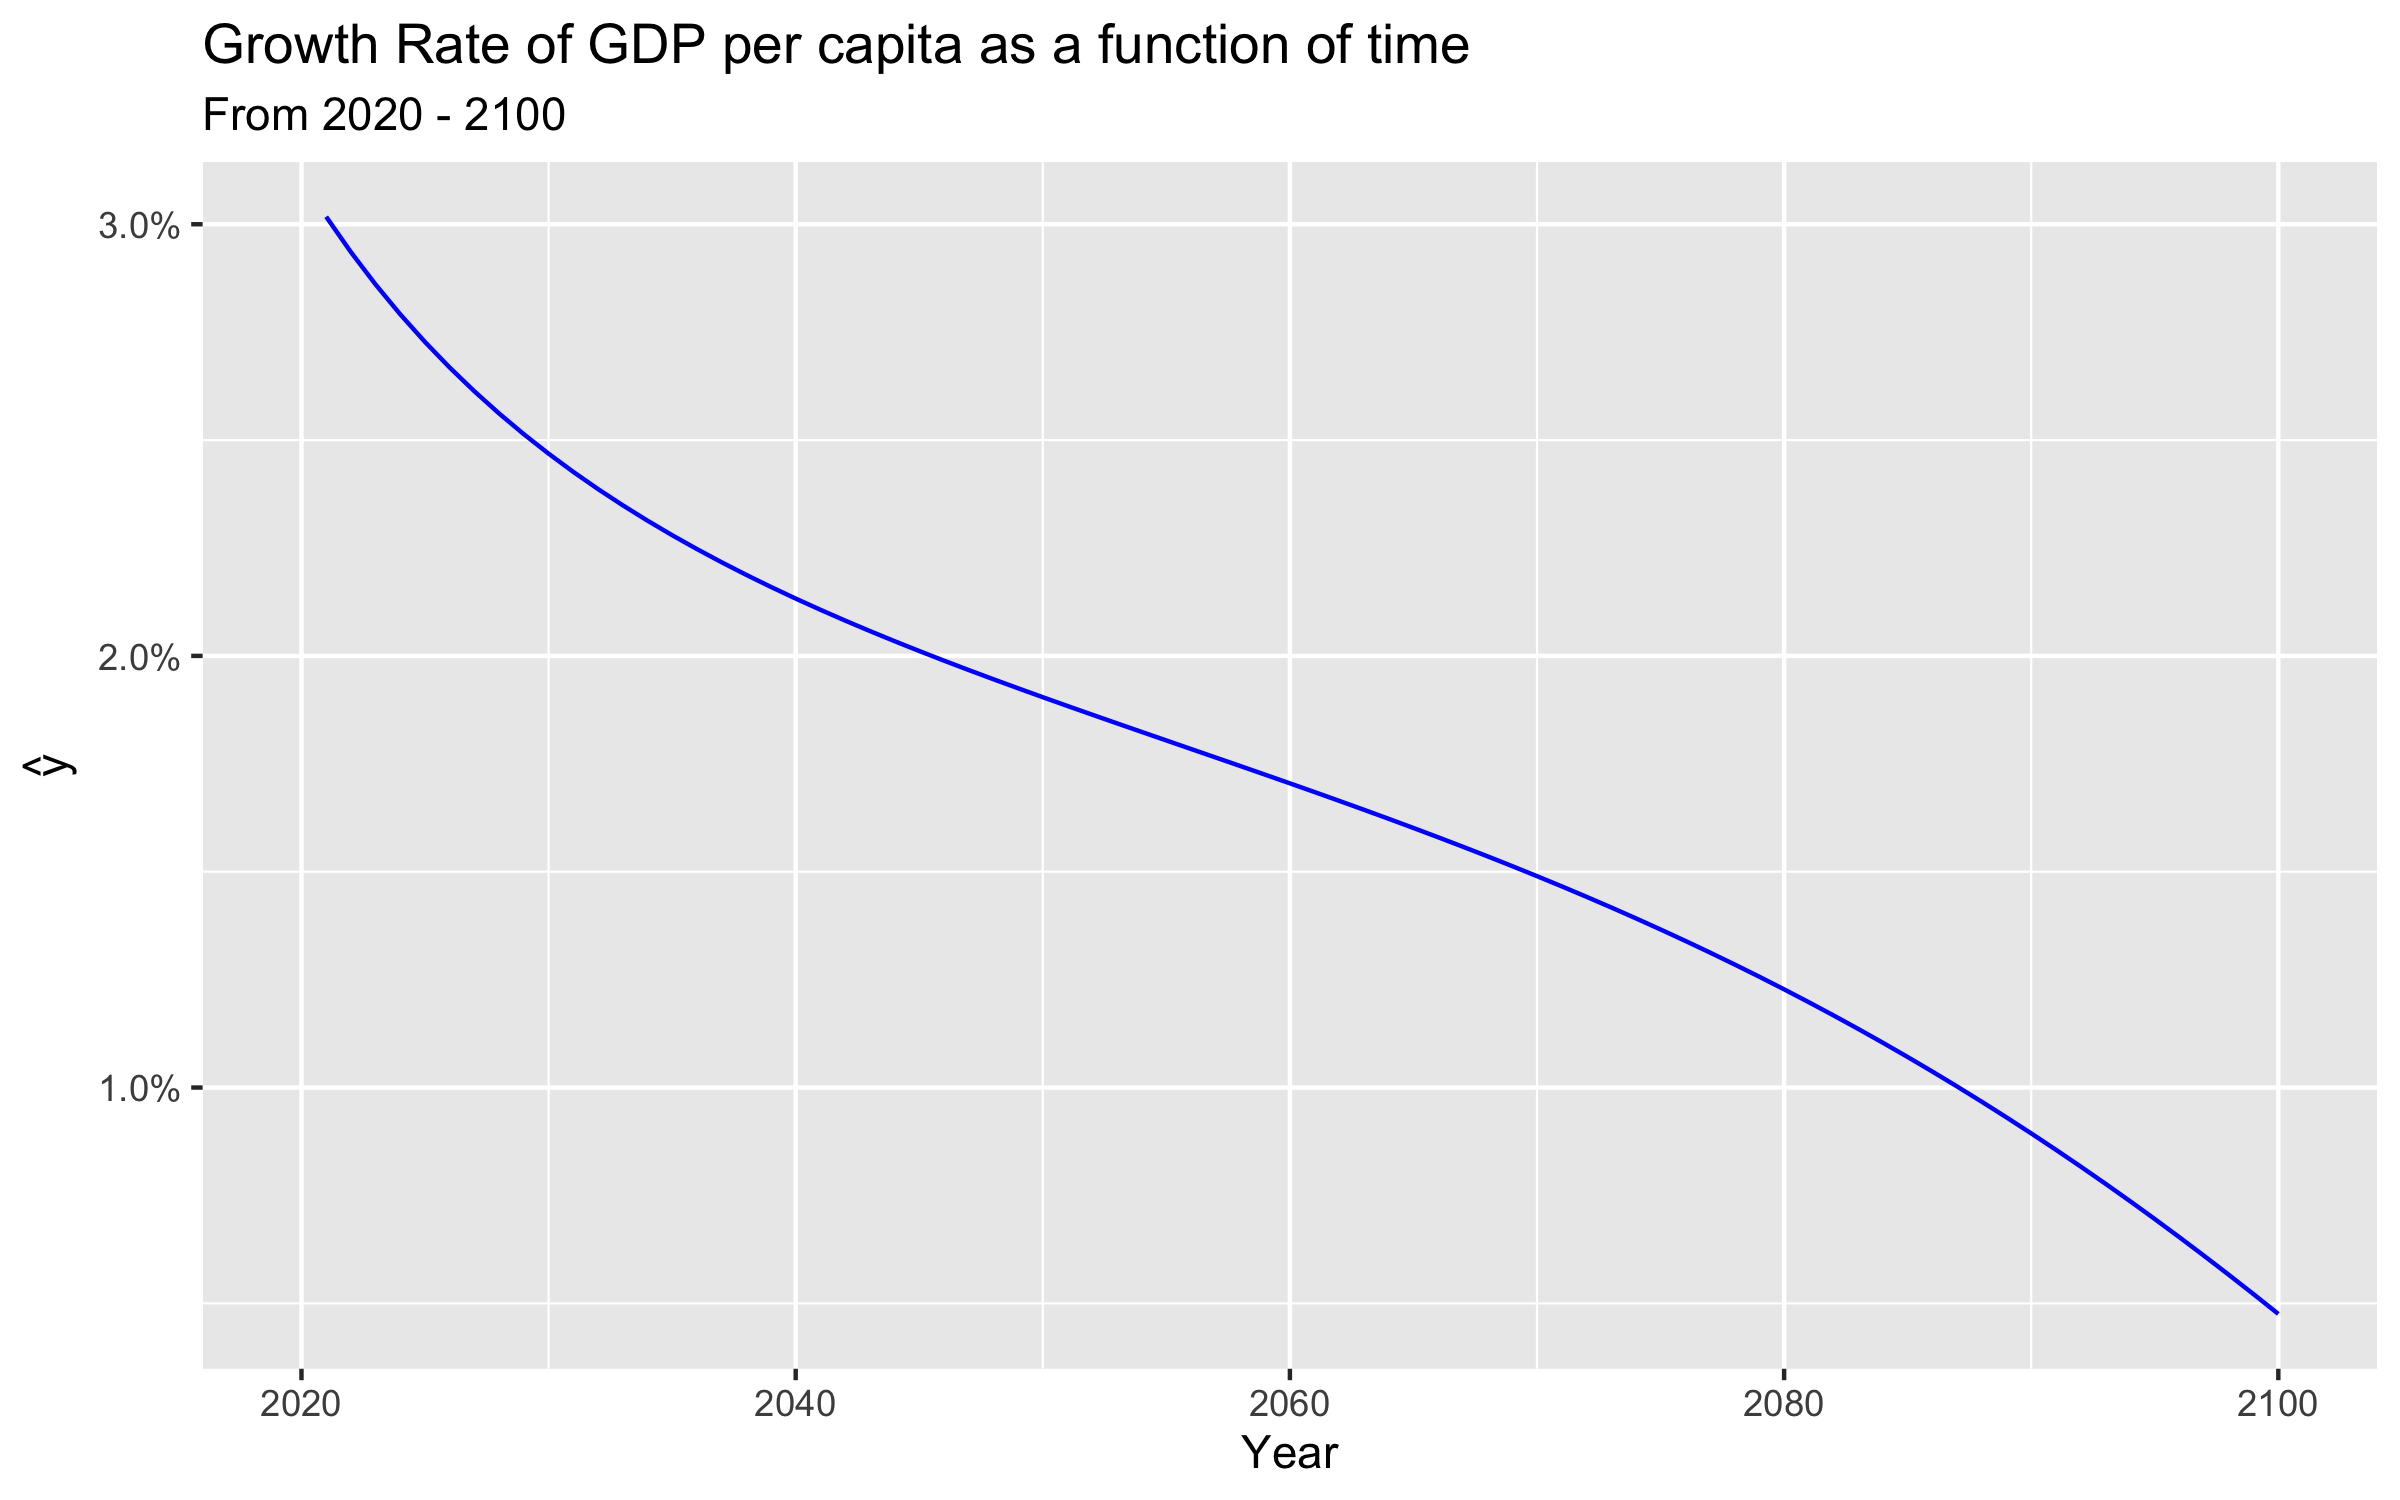 Growth Rate of GDP per capita as a function of time
From 2020 - 2100
3.0%
2.0%
1.0%
ŷ
2020 2040 2060 2080 2100
Year